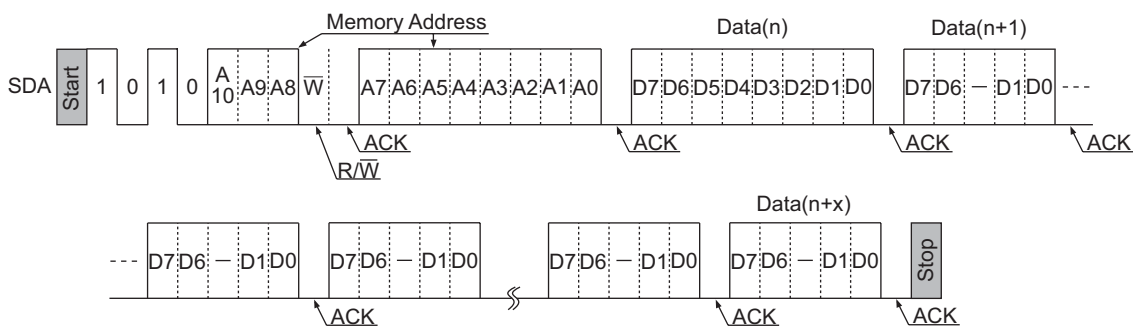 Memory Address
Data(n)
Data(n+1)
SDA Start 1 0 1 0 A10 A9 A8 W̅ A7 A6 A5 A4 A3 A2 A1 A0 D7 D6 D5 D4 D3 D2 D1 D0 D7 D6 – D1 D0
ACK ACK ACK ACK
R/W̅
Data(n+x)
D7 D6 – D1 D0 D7 D6 – D1 D0 D7 D6 – D1 D0 D7 D6 – D1 D0 Stop
ACK ACK ACK